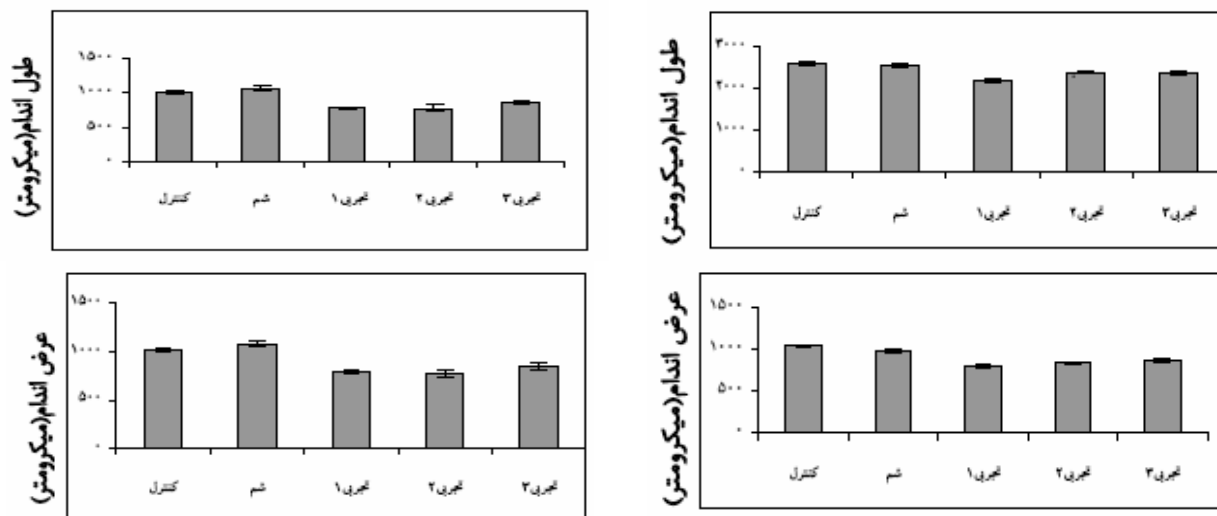 طول اندام(میکرومتر)
۱۵۰۰
۱۰۰۰
۵۰۰
۰
کنترل شم تجربی۱ تجربی۲ تجربی۳
طول اندام(میکرومتر)
۳۰۰۰
۲۰۰۰
۱۰۰۰
۰
کنترل شم تجربی۱ تجربی۲ تجربی۳
عرض اندام(میکرومتر)
۱۵۰۰
۱۰۰۰
۵۰۰
۰
کنترل شم تجربی۱ تجربی۲ تجربی۳
عرض اندام(میکرومتر)
۱۵۰۰
۱۰۰۰
۵۰۰
۰
کنترل شم تجربی۱ تجربی۲ تجربی۳